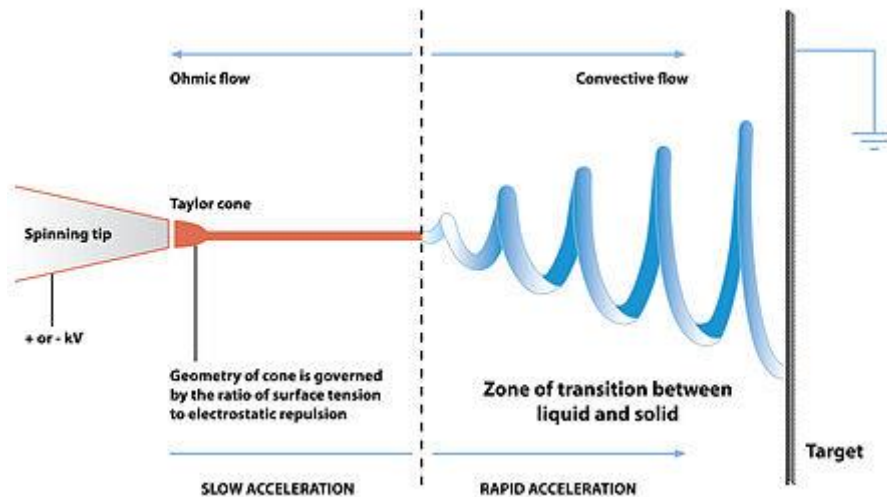 Ohmic flow
Convective flow
Taylor cone
Spinning tip
+ or - kV
Geometry of cone is governed
by the ratio of surface tension
to electrostatic repulsion
Zone of transition between
liquid and solid
Target
SLOW ACCELERATION
RAPID ACCELERATION